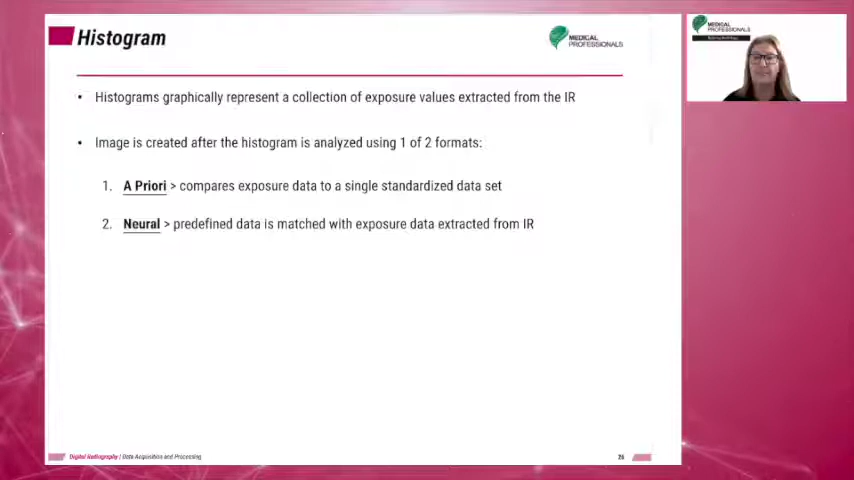 Histogram
MEDICAL
PROFESSIONALS
• Histograms graphically represent a collection of exposure values extracted from the IR
• Image is created after the histogram is analyzed using 1 of 2 formats:
1. A Priori > compares exposure data to a single standardized data set
2. Neural > predefined data is matched with exposure data extracted from IR
Digital Radiography | Data Acquisition and Processing
26
MEDICAL
PROFESSIONALS